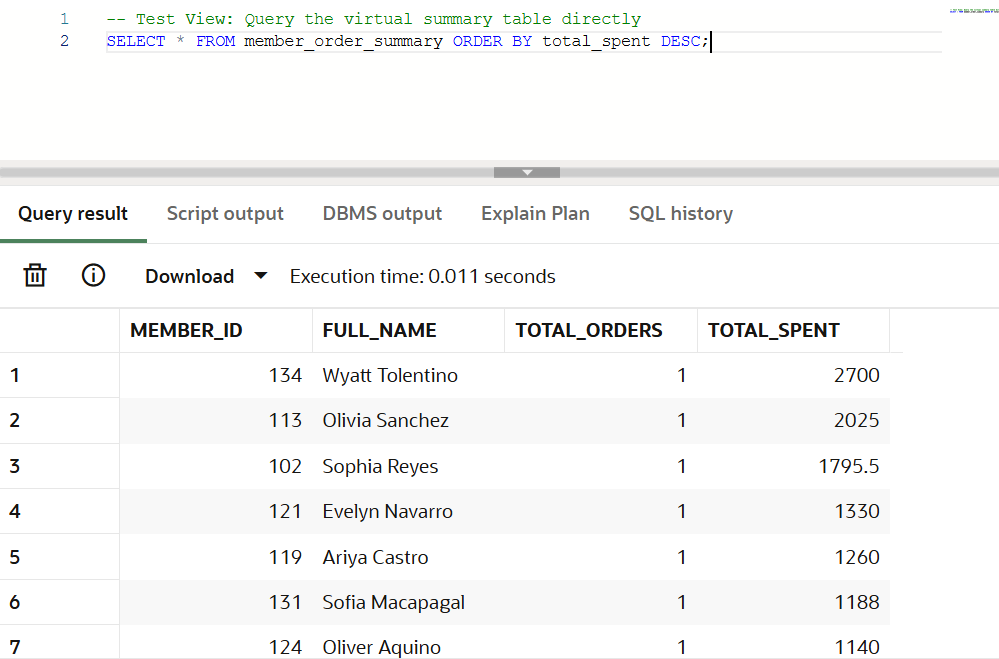 1 -- Test View: Query the virtual summary table directly
2 SELECT * FROM member_order_summary ORDER BY total_spent DESC;
Query result Script output DBMS output Explain Plan SQL history
Download Execution time: 0.011 seconds
MEMBER_ID FULL_NAME TOTAL_ORDERS TOTAL_SPENT
1 134 Wyatt Tolentino 1 2700
2 113 Olivia Sanchez 1 2025
3 102 Sophia Reyes 1 1795.5
4 121 Evelyn Navarro 1 1330
5 119 Ariya Castro 1 1260
6 131 Sofia Macapagal 1 1188
7 124 Oliver Aquino 1 1140